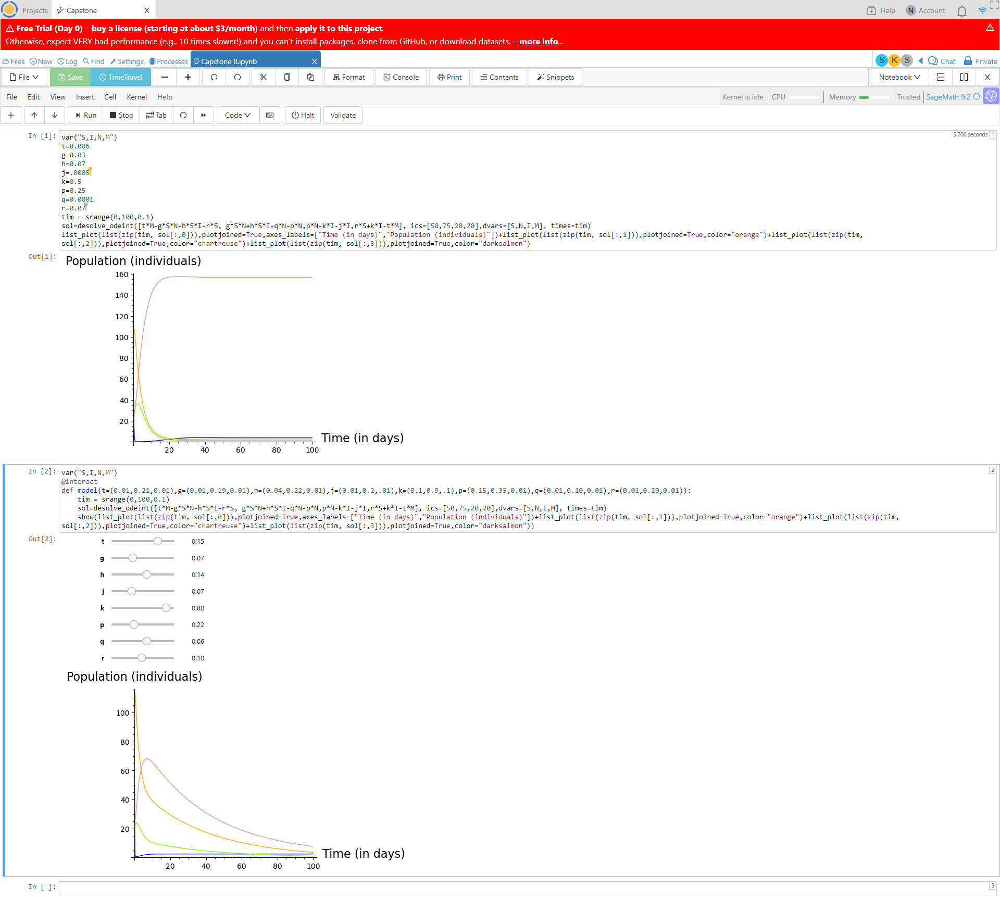 Projects Capstone X Help N Account
Free Trial (Day 0) – buy a license (starting at about $3/month) and then apply it to this project.
Otherwise, expect VERY bad performance (e.g., 10 times slower!) and you can't install packages, clone from GitHub, or download datasets. – more info...
Files New Log Find Settings Processes Capstone 8.ipynb X S K S Chat Private
File Save TimeTravel Format Console Print Contents Snippets Notebook X
File Edit View Insert Cell Kernel Help Kernel is idle CPU Memory Trusted SageMath 9.2
Run Stop Tab Code Halt Validate
In [1]: var("S,I,N,M") 5.706 seconds 1
t=0.006
g=0.03
h=0.07
j=.0005
k=0.5
p=0.25
q=0.0001
r=0.07
tim = srange(0,100,0.1)
sol=desolve_odeint([t*M-g*S*N-h*S*I-r*S, g*S*N+h*S*I-q*N-p*N,p*N-k*I-j*I,r*S+k*I-t*M], ics=[50,75,20,20],dvars=[S,N,I,M], times=tim)
list_plot(list(zip(tim, sol[:,0])),plotjoined=True,axes_labels=["Time (in days)","Population (individuals)"])+list_plot(list(zip(tim, sol[:,1])),plotjoined=True,color="orange")+list_plot(list(zip(tim,
sol[:,2])),plotjoined=True,color="chartreuse")+list_plot(list(zip(tim, sol[:,3])),plotjoined=True,color="darksalmon")
Out[1]: Population (individuals)
160
140
120
100
80
60
40
20
Time (in days)
20 40 60 80 100
In [2]: var("S,I,N,M") 2
@interact
def model(t=(0.01,0.21,0.01),g=(0.01,0.19,0.01),h=(0.04,0.22,0.01),j=(0.01,0.2,.01),k=(0.1,0.9,.1),p=(0.15,0.35,0.01),q=(0.01,0.10,0.01),r=(0.01,0.20,0.01)):
tim = srange(0,100,0.1)
sol=desolve_odeint([t*M-g*S*N-h*S*I-r*S, g*S*N+h*S*I-q*N-p*N,p*N-k*I-j*I,r*S+k*I-t*M], ics=[50,75,20,20],dvars=[S,N,I,M], times=tim)
show(list_plot(list(zip(tim, sol[:,0])),plotjoined=True,axes_labels=["Time (in days)","Population (individuals)"])+list_plot(list(zip(tim, sol[:,1])),plotjoined=True,color="orange")+list_plot(list(zip(tim,
sol[:,2])),plotjoined=True,color="chartreuse")+list_plot(list(zip(tim, sol[:,3])),plotjoined=True,color="darksalmon"))
Out[2]: t 0.15
g 0.07
h 0.14
j 0.07
k 0.80
p 0.22
q 0.06
r 0.10
Population (individuals)
100
80
60
40
20
Time (in days)
20 40 60 80 100
In [ ]: 3